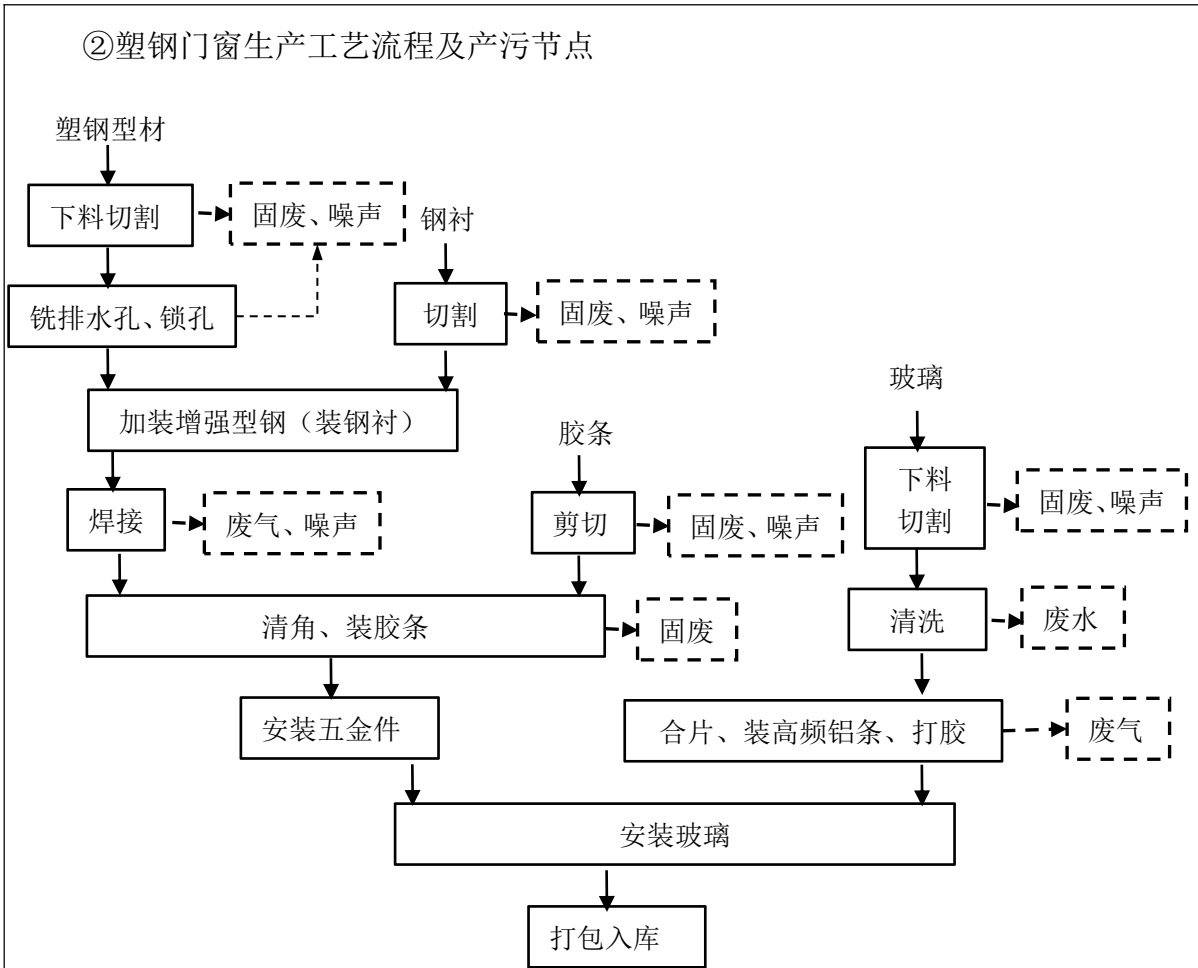 ②塑钢门窗生产工艺流程及产污节点
塑钢型材
下料切割
固废、噪声
钢衬
铣排水孔、锁孔
切割
固废、噪声
玻璃
加装增强型钢（装钢衬）
胶条
下料
切割
固废、噪声
焊接
废气、噪声
剪切
固废、噪声
清角、装胶条
固废
清洗
废水
安装五金件
合片、装高频铝条、打胶
废气
安装玻璃
打包入库